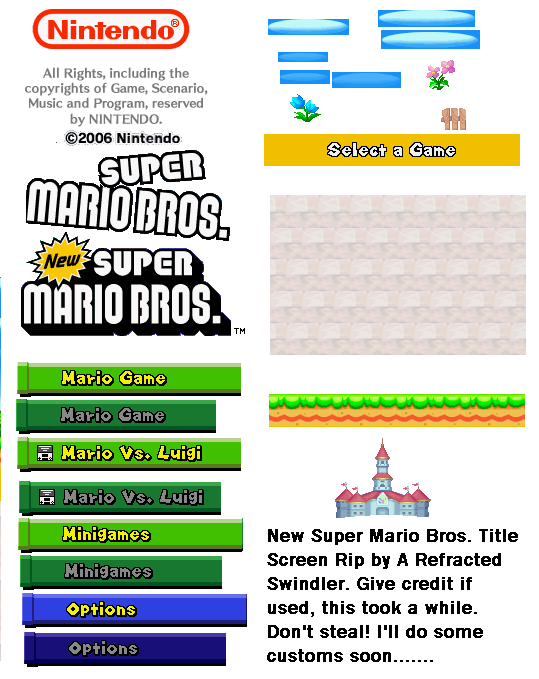 Nintendo®
All Rights, including the
copyrights of Game, Scenario,
Music and Program, reserved
by NINTENDO.
©2006 Nintendo
SUPER
MARIO BROS.
New SUPER
MARIO BROS.
TM
Mario Game
Mario Game
Mario Vs. Luigi
Mario Vs. Luigi
Minigames
Minigames
Options
Options
Select a Game
New Super Mario Bros. Title
Screen Rip by A Refracted
Swindler. Give credit if
used, this took a while.
Don't steal! I'll do some
customs soon.......